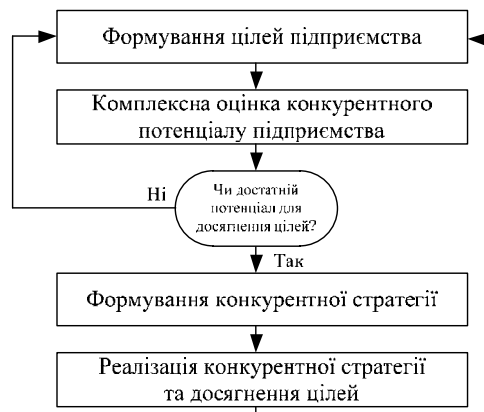 Формування цілей підприємства
Комплексна оцінка конкурентного
потенціалу підприємства
Чи достатній
потенціал для
досягнення цілей?
Ні
Так
Формування конкурентної стратегії
Реалізація конкурентної стратегії
та досягнення цілей